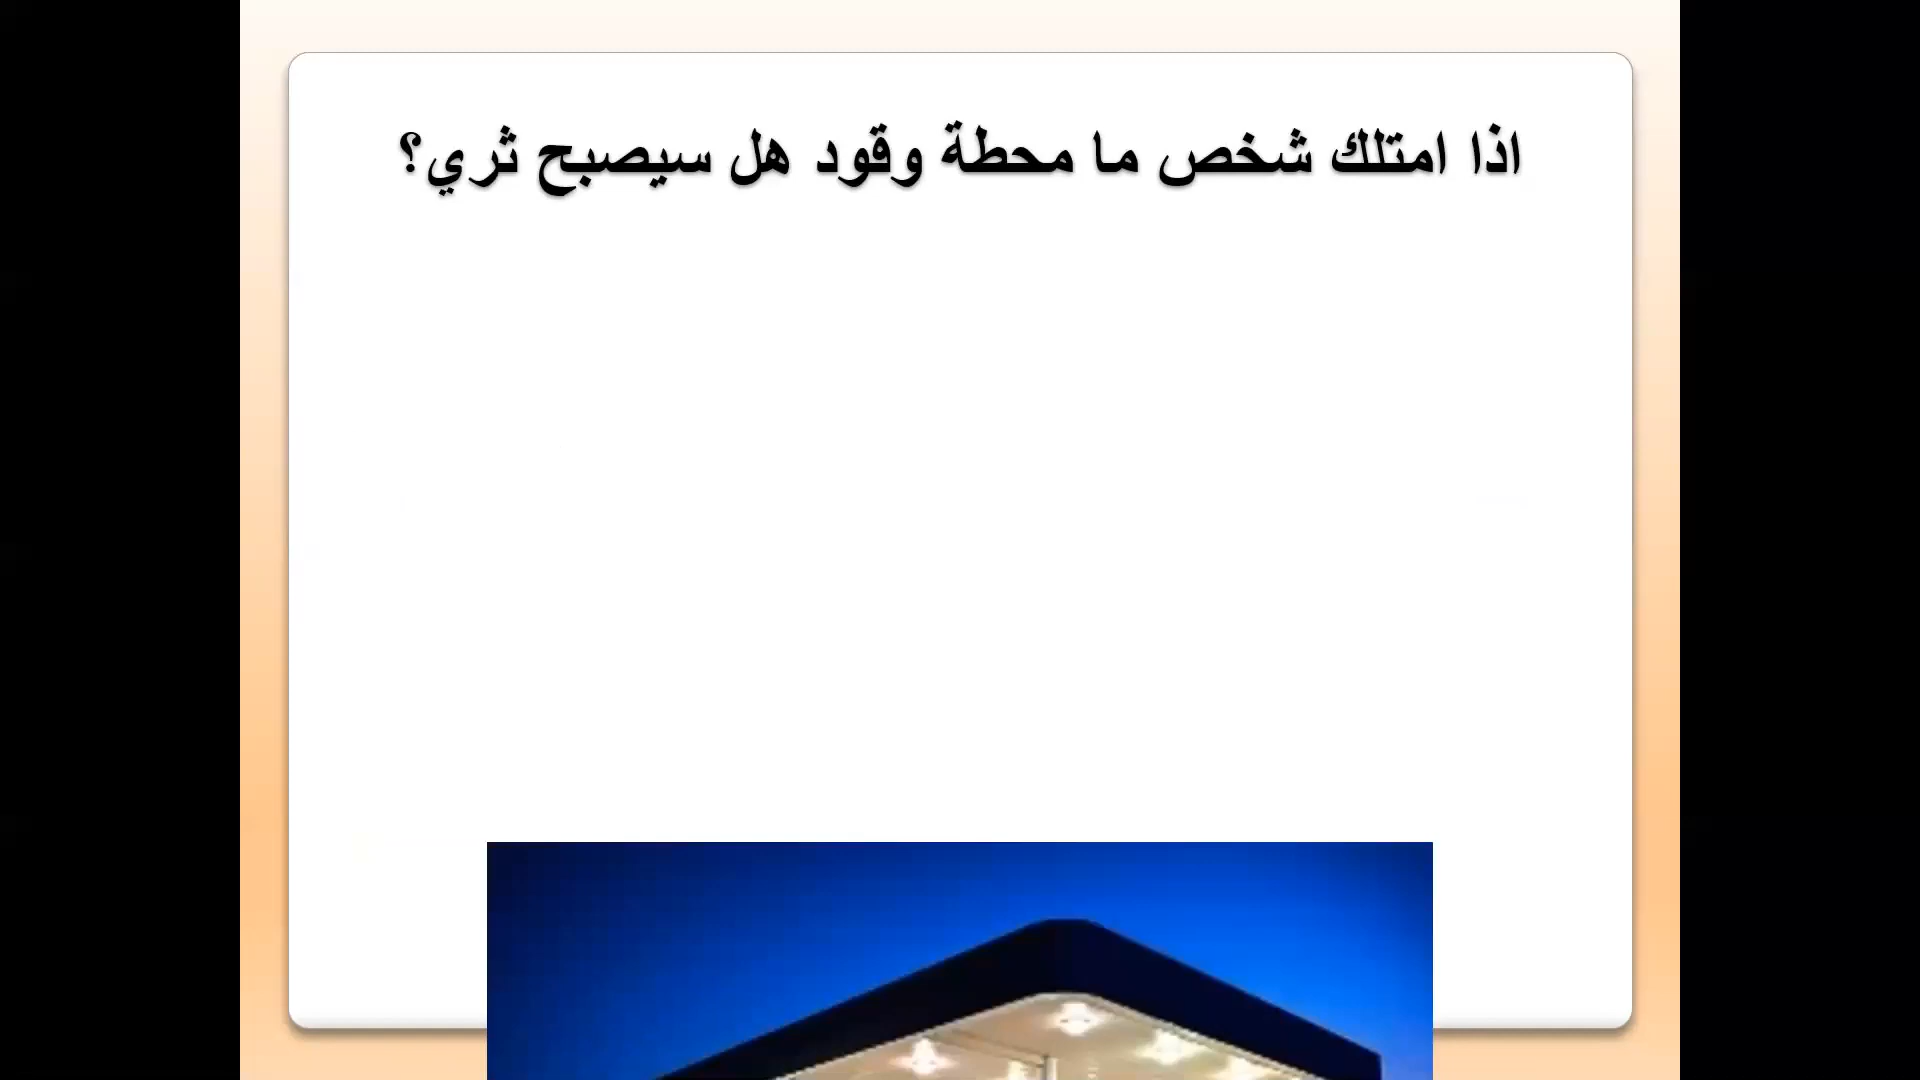 اذا امتلك شخص ما محطة وقود هل سيصبح ثري؟